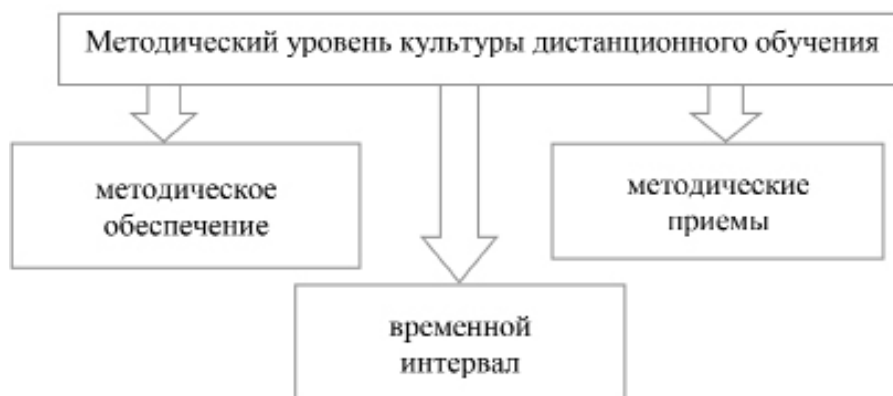 Методический уровень культуры дистанционного обучения
методическое
обеспечение
методические
приемы
временной
интервал